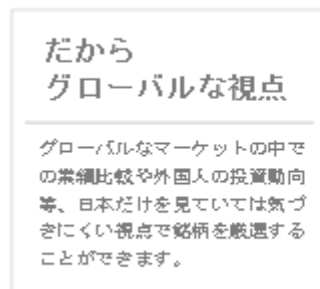 だから
グローバルな視点
グローバルなマーケットの中で
の業績比較や外国人の投資動向
等、日本だけを見ていては気づ
きにくい視点で銘柄を厳選する
ことができます。